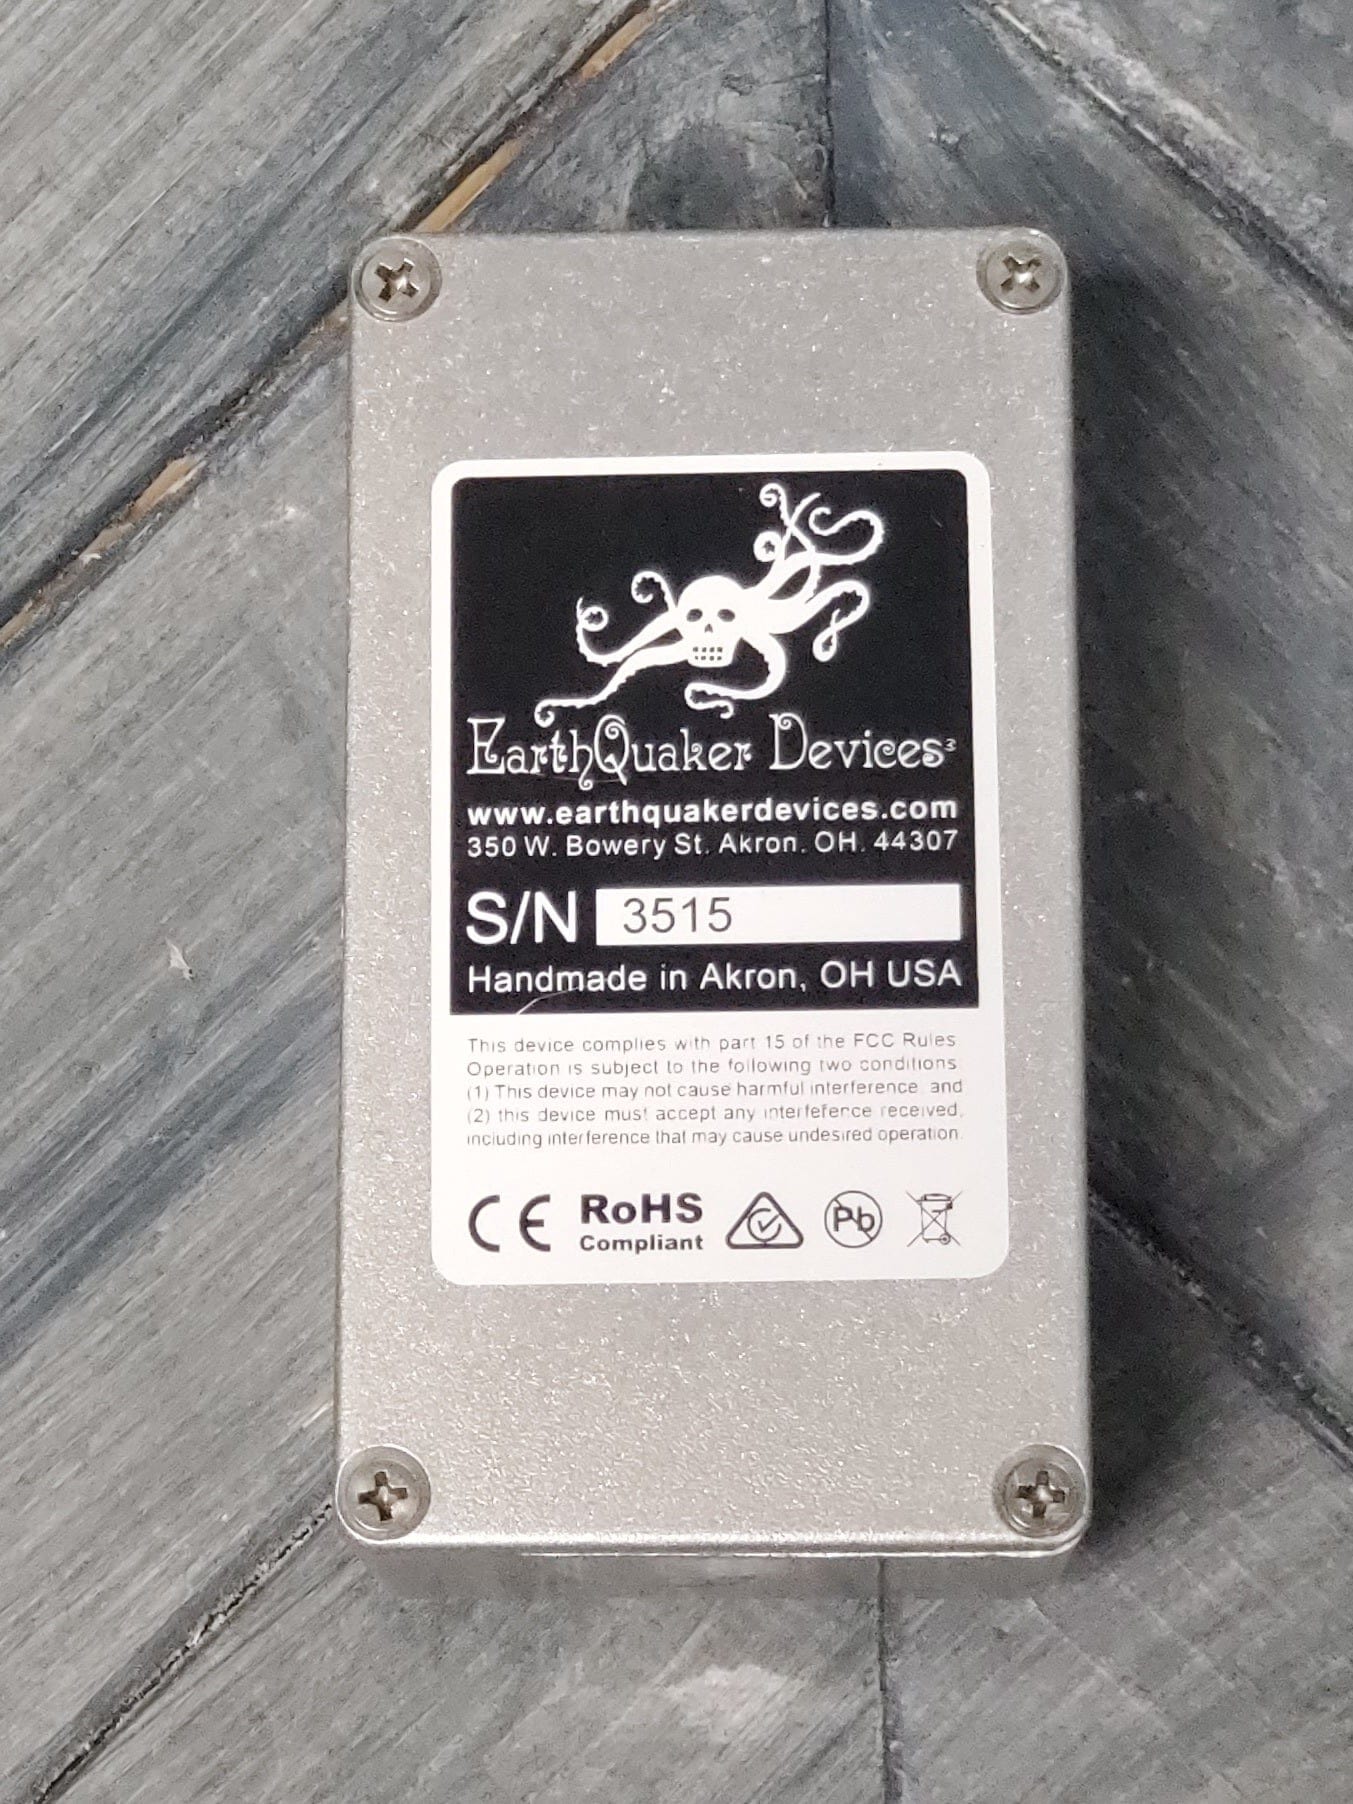 EarthQuaker Devices³
www.earthquakerdevices.com
350 W. Bowery St. Akron. OH. 44307
S/N 3515
Handmade in Akron, OH USA
This device complies with part 15 of the FCC Rules
Operation is subject to the following two conditions
(1) This device may not cause harmful interference and
(2) this device must accept any interference received,
including interference that may cause undesired operation.
CE RoHS Pb
Compliant